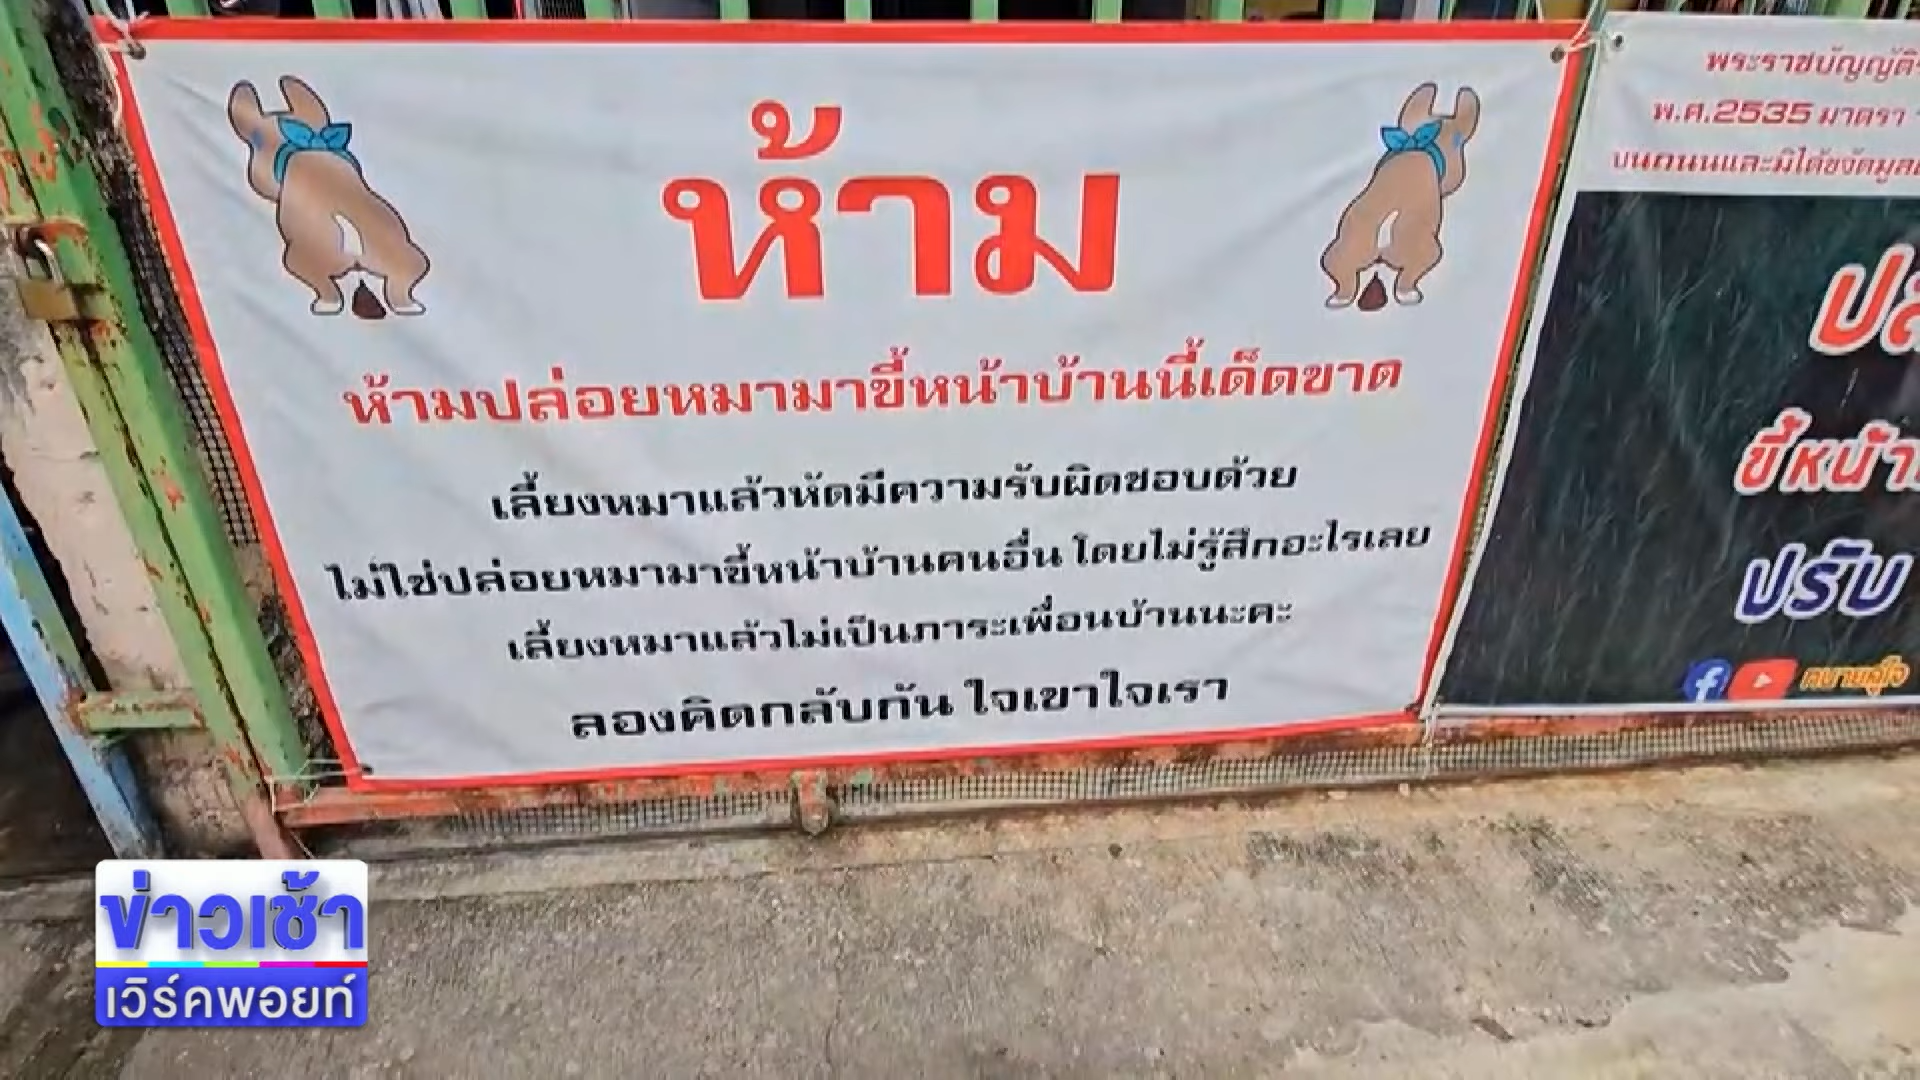 ห้าม
ห้ามปล่อยหมามาขี้หน้าบ้านนี้เด็ดขาด
เลี้ยงหมาแล้วหัดมีความรับผิดชอบด้วย
ไม่ใช่ปล่อยหมามาขี้หน้าบ้านคนอื่น โดยไม่รู้สึกอะไรเลย
เลี้ยงหมาแล้วไม่เป็นภาระเพื่อนบ้านนะคะ
ลองคิดกลับกัน ใจเขาใจเรา
พระราชบัญญัติ
พ.ศ.2535 มาตรา
บนถนนและมิได้ขจัดมูล
ขี้หน้า
ปรับ
ข่าวเช้า
เวิร์คพอยท์